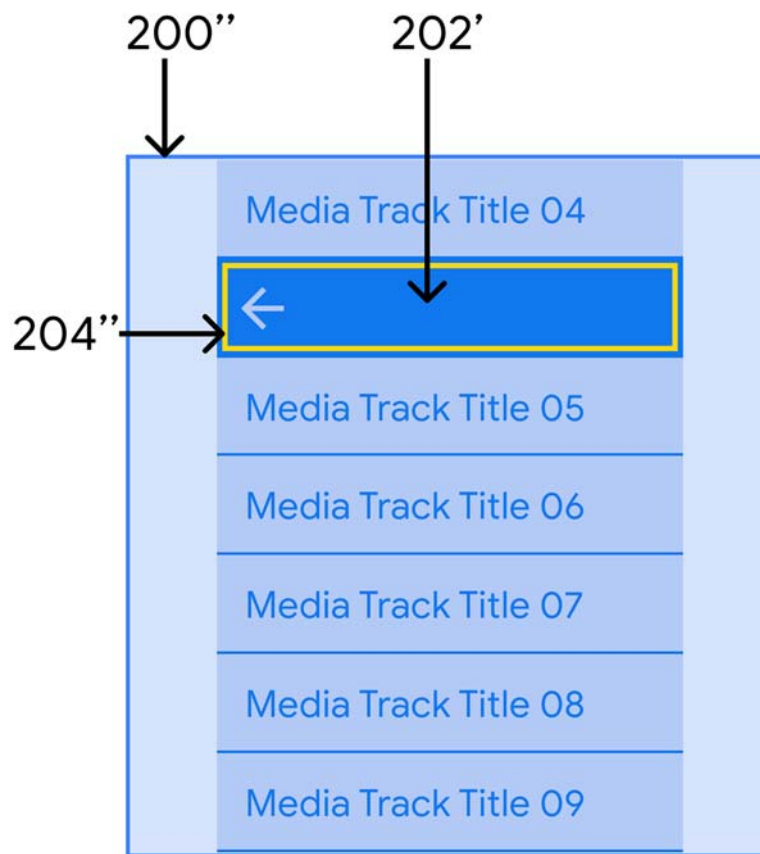 200’’ 202’
Media Track Title 04
204’’
Media Track Title 05
Media Track Title 06
Media Track Title 07
Media Track Title 08
Media Track Title 09